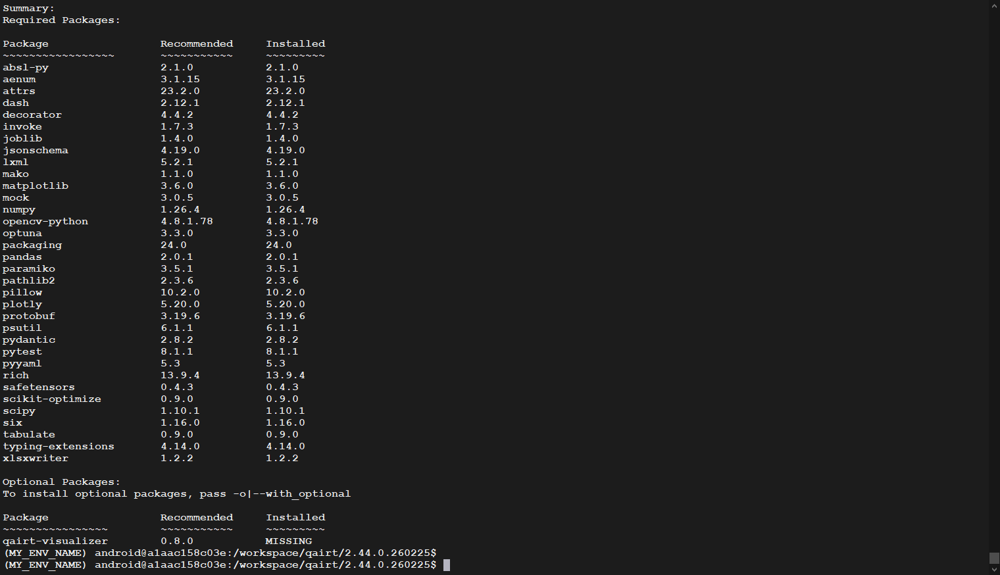 Summary:
Required Packages:
Package                 Recommended     Installed
~~~~~~~~~~~~~~~~~       ~~~~~~~~~~~     ~~~~~~~~~
absl-py                 2.1.0           2.1.0
aenum                   3.1.15          3.1.15
attrs                   23.2.0          23.2.0
dash                    2.12.1          2.12.1
decorator               4.4.2           4.4.2
invoke                  1.7.3           1.7.3
joblib                  1.4.0           1.4.0
jsonschema              4.19.0          4.19.0
lxml                    5.2.1           5.2.1
mako                    1.1.0           1.1.0
matplotlib              3.6.0           3.6.0
mock                    3.0.5           3.0.5
numpy                   1.26.4          1.26.4
opencv-python           4.8.1.78        4.8.1.78
optuna                  3.3.0           3.3.0
packaging               24.0            24.0
pandas                  2.0.1           2.0.1
paramiko                3.5.1           3.5.1
pathlib2                2.3.6           2.3.6
pillow                  10.2.0          10.2.0
plotly                  5.20.0          5.20.0
protobuf                3.19.6          3.19.6
psutil                  6.1.1           6.1.1
pydantic                2.8.2           2.8.2
pytest                  8.1.1           8.1.1
pyyaml                  5.3             5.3
rich                    13.9.4          13.9.4
safetensors             0.4.3           0.4.3
scikit-optimize         0.9.0           0.9.0
scipy                   1.10.1          1.10.1
six                     1.16.0          1.16.0
tabulate                0.9.0           0.9.0
typing-extensions       4.14.0          4.14.0
xlsxwriter              1.2.2           1.2.2
Optional Packages:
To install optional packages, pass -o|--with_optional
Package                 Recommended     Installed
~~~~~~~~~~~~~~~~        ~~~~~~~~~~~     ~~~~~~~~~
qairt-visualizer        0.8.0           MISSING
(MY_ENV_NAME) android@a1aac158c03e:/workspace/qairt/2.44.0.260225$
(MY_ENV_NAME) android@a1aac158c03e:/workspace/qairt/2.44.0.260225$